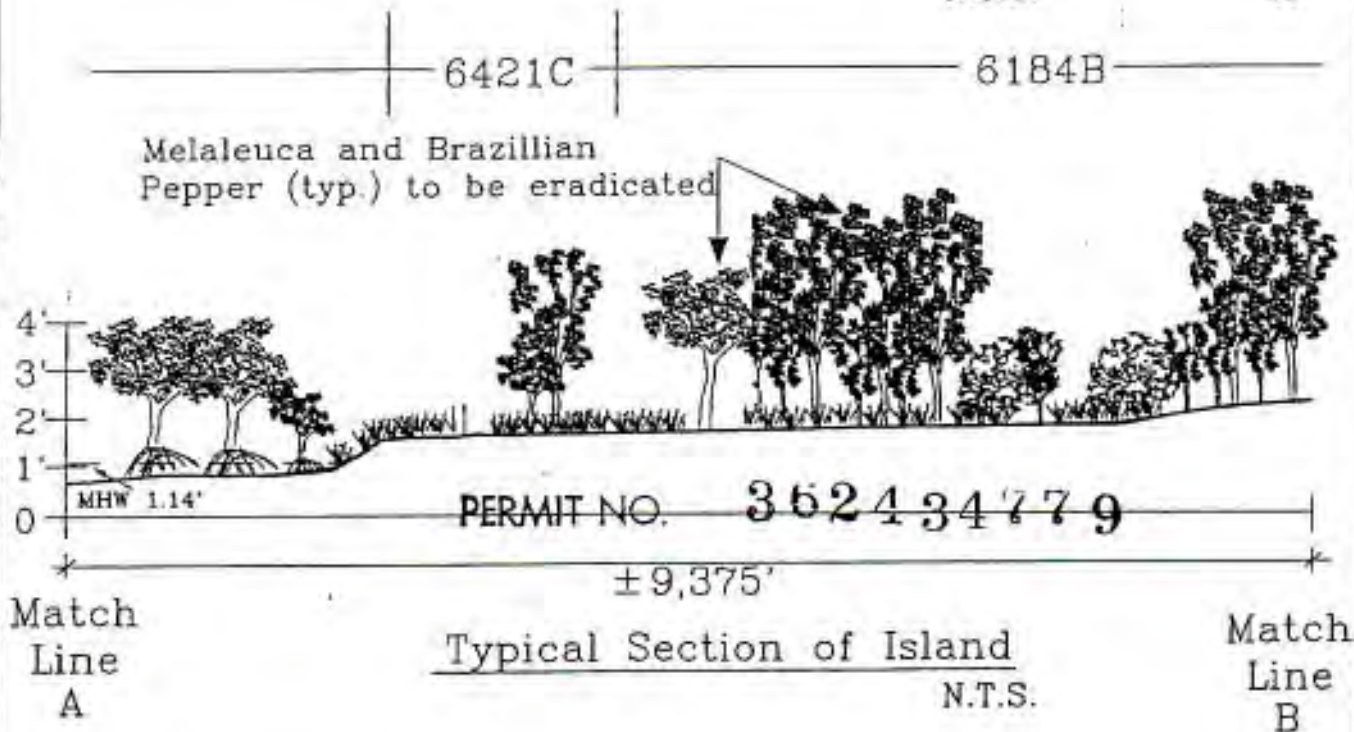 6421C
6184B
Melaleuca and Brazillian
Pepper (typ.) to be eradicated
4'
3'
2'
1'
MHW 1.14'
0
PERMIT NO. 362434779
±9,375'
Match
Line
A
Typical Section of Island
N.T.S.
Match
Line
B